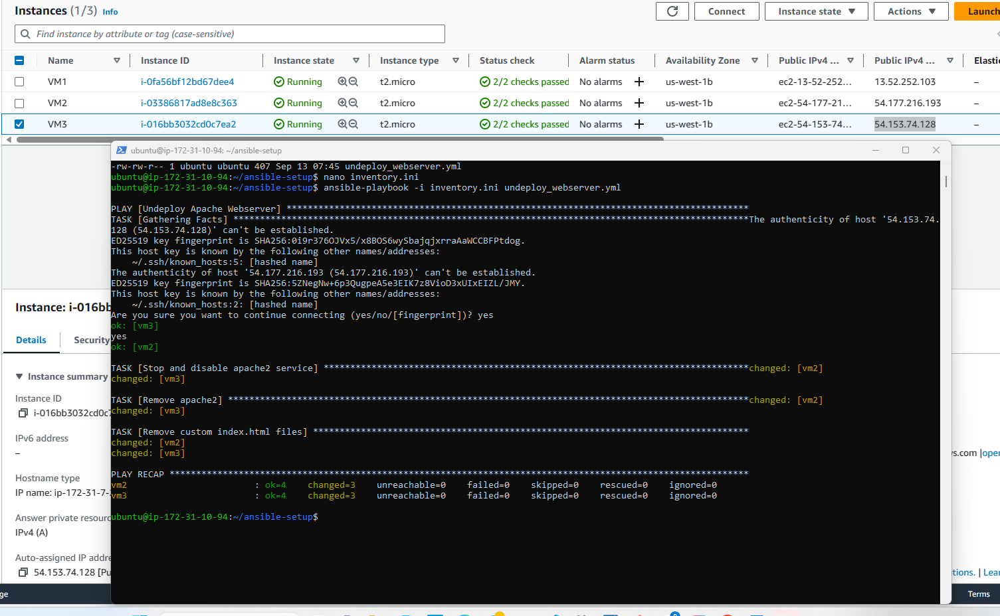 Instances (1/3) Info
Connect
Instance state
Actions
Launch
Find instance by attribute or tag (case-sensitive)
Name Instance ID Instance state Instance type Status check Alarm status Availability Zone Public IPv4 ... Public IPv4 ... Elastic
VM1 i-0fa56bf12bd67dee4 Running t2.micro 2/2 checks passed No alarms + us-west-1b ec2-13-52-252... 13.52.252.103 –
VM2 i-03386817ad8e8c363 Running t2.micro 2/2 checks passed No alarms + us-west-1b ec2-54-177-21... 54.177.216.193 –
VM3 i-016bb3032cd0c7ea2 Running t2.micro 2/2 checks passed No alarms + us-west-1b ec2-54-153-74... 54.153.74.128 –
ubuntu@ip-172-31-10-94: ~/ansible-setup
-rw-rw-r-- 1 ubuntu ubuntu 407 Sep 13 07:45 undeploy_webserver.yml
ubuntu@ip-172-31-10-94:~/ansible-setup$ nano inventory.ini
ubuntu@ip-172-31-10-94:~/ansible-setup$ ansible-playbook -i inventory.ini undeploy_webserver.yml
PLAY [Undeploy Apache Webserver] ***************************************************************************************
TASK [Gathering Facts] *************************************************************************************************The authenticity of host '54.153.74.
128 (54.153.74.128)' can't be established.
ED25519 key fingerprint is SHA256:0i9r376OJVx5/x8BOS6wySbajqjxrraAaWCCBFPtdog.
This host key is known by the following other names/addresses:
~/.ssh/known_hosts:5: [hashed name]
The authenticity of host '54.177.216.193 (54.177.216.193)' can't be established.
ED25519 key fingerprint is SHA256:5ZNegNw+6p3QugpeA5e3EIK7z8VioD3xUIxEIZL/JMY.
This host key is known by the following other names/addresses:
~/.ssh/known_hosts:2: [hashed name]
Are you sure you want to continue connecting (yes/no/[fingerprint])? yes
ok: [vm3]
yes
ok: [vm2]
TASK [Stop and disable apache2 service] ********************************************************************************changed: [vm2]
changed: [vm3]
TASK [Remove apache2] **************************************************************************************************changed: [vm2]
changed: [vm3]
TASK [Remove custom index.html files] **********************************************************************************
changed: [vm2]
changed: [vm3]
PLAY RECAP *************************************************************************************************************
vm2 : ok=4 changed=3 unreachable=0 failed=0 skipped=0 rescued=0 ignored=0
vm3 : ok=4 changed=3 unreachable=0 failed=0 skipped=0 rescued=0 ignored=0
ubuntu@ip-172-31-10-94:~/ansible-setup$
Instance: i-016bb
Details
Security
Instance summary
Instance ID
i-016bb3032cd0c7
IPv6 address
–
Hostname type
IP name: ip-172-31-7-
Answer private resourc
IPv4 (A)
Auto-assigned IP addre
54.153.74.128 [Pu
s.com |open
tions. | Lear
ge
Terms